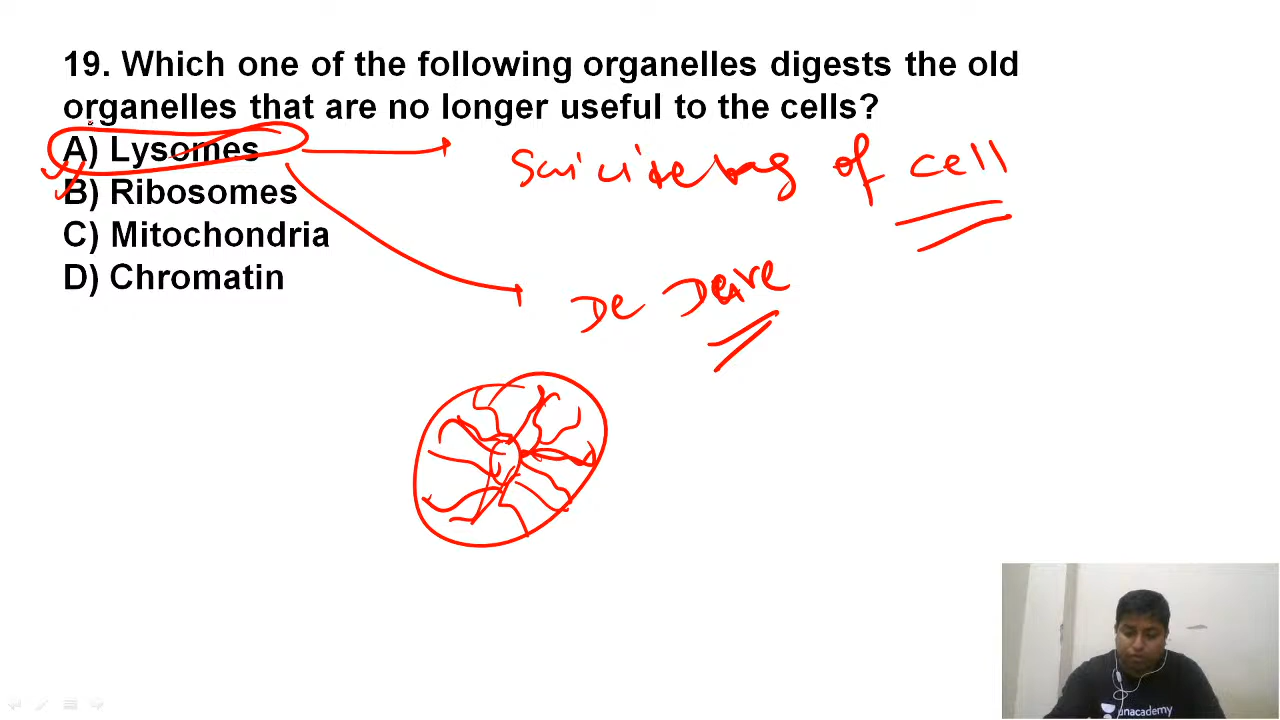 19. Which one of the following organelles digests the old
organelles that are no longer useful to the cells?
A) Lysomes
B) Ribosomes
C) Mitochondria
D) Chromatin
Suicide bag of cell
De Duve
unacademy